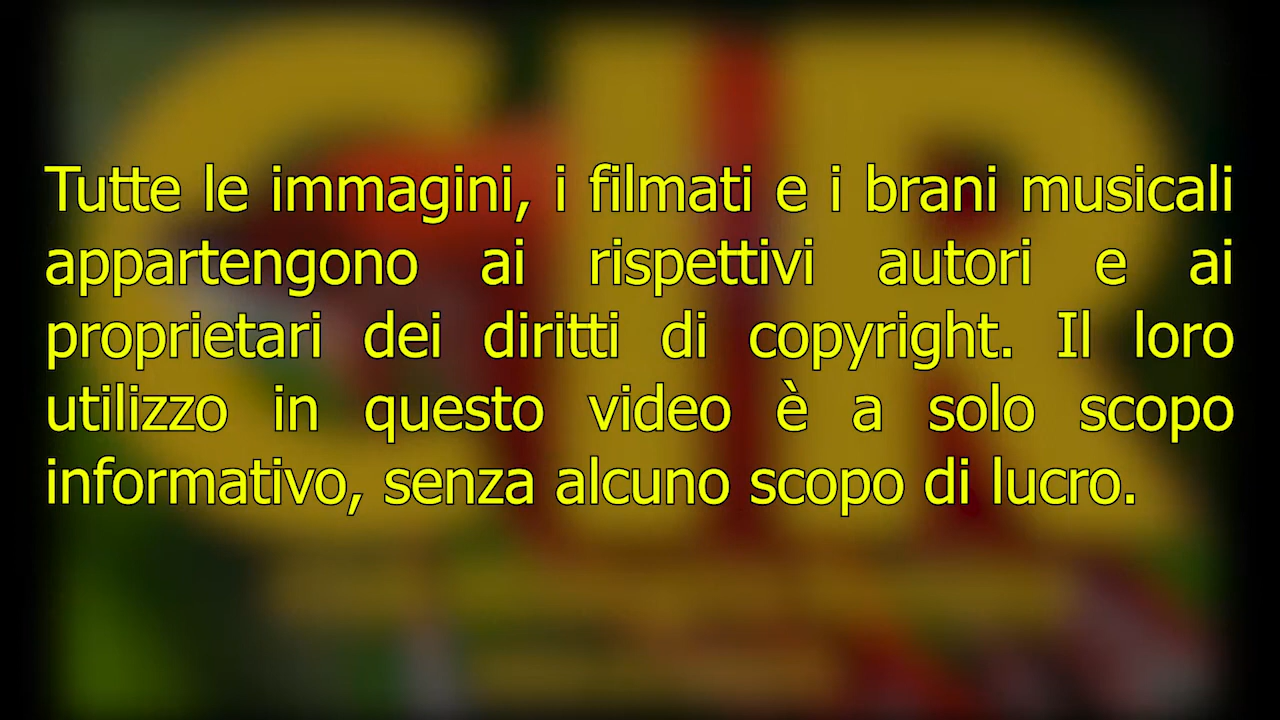 Tutte le immagini, i filmati e i brani musicali
appartengono ai rispettivi autori e ai
proprietari dei diritti di copyright. Il loro
utilizzo in questo video è a solo scopo
informativo, senza alcuno scopo di lucro.